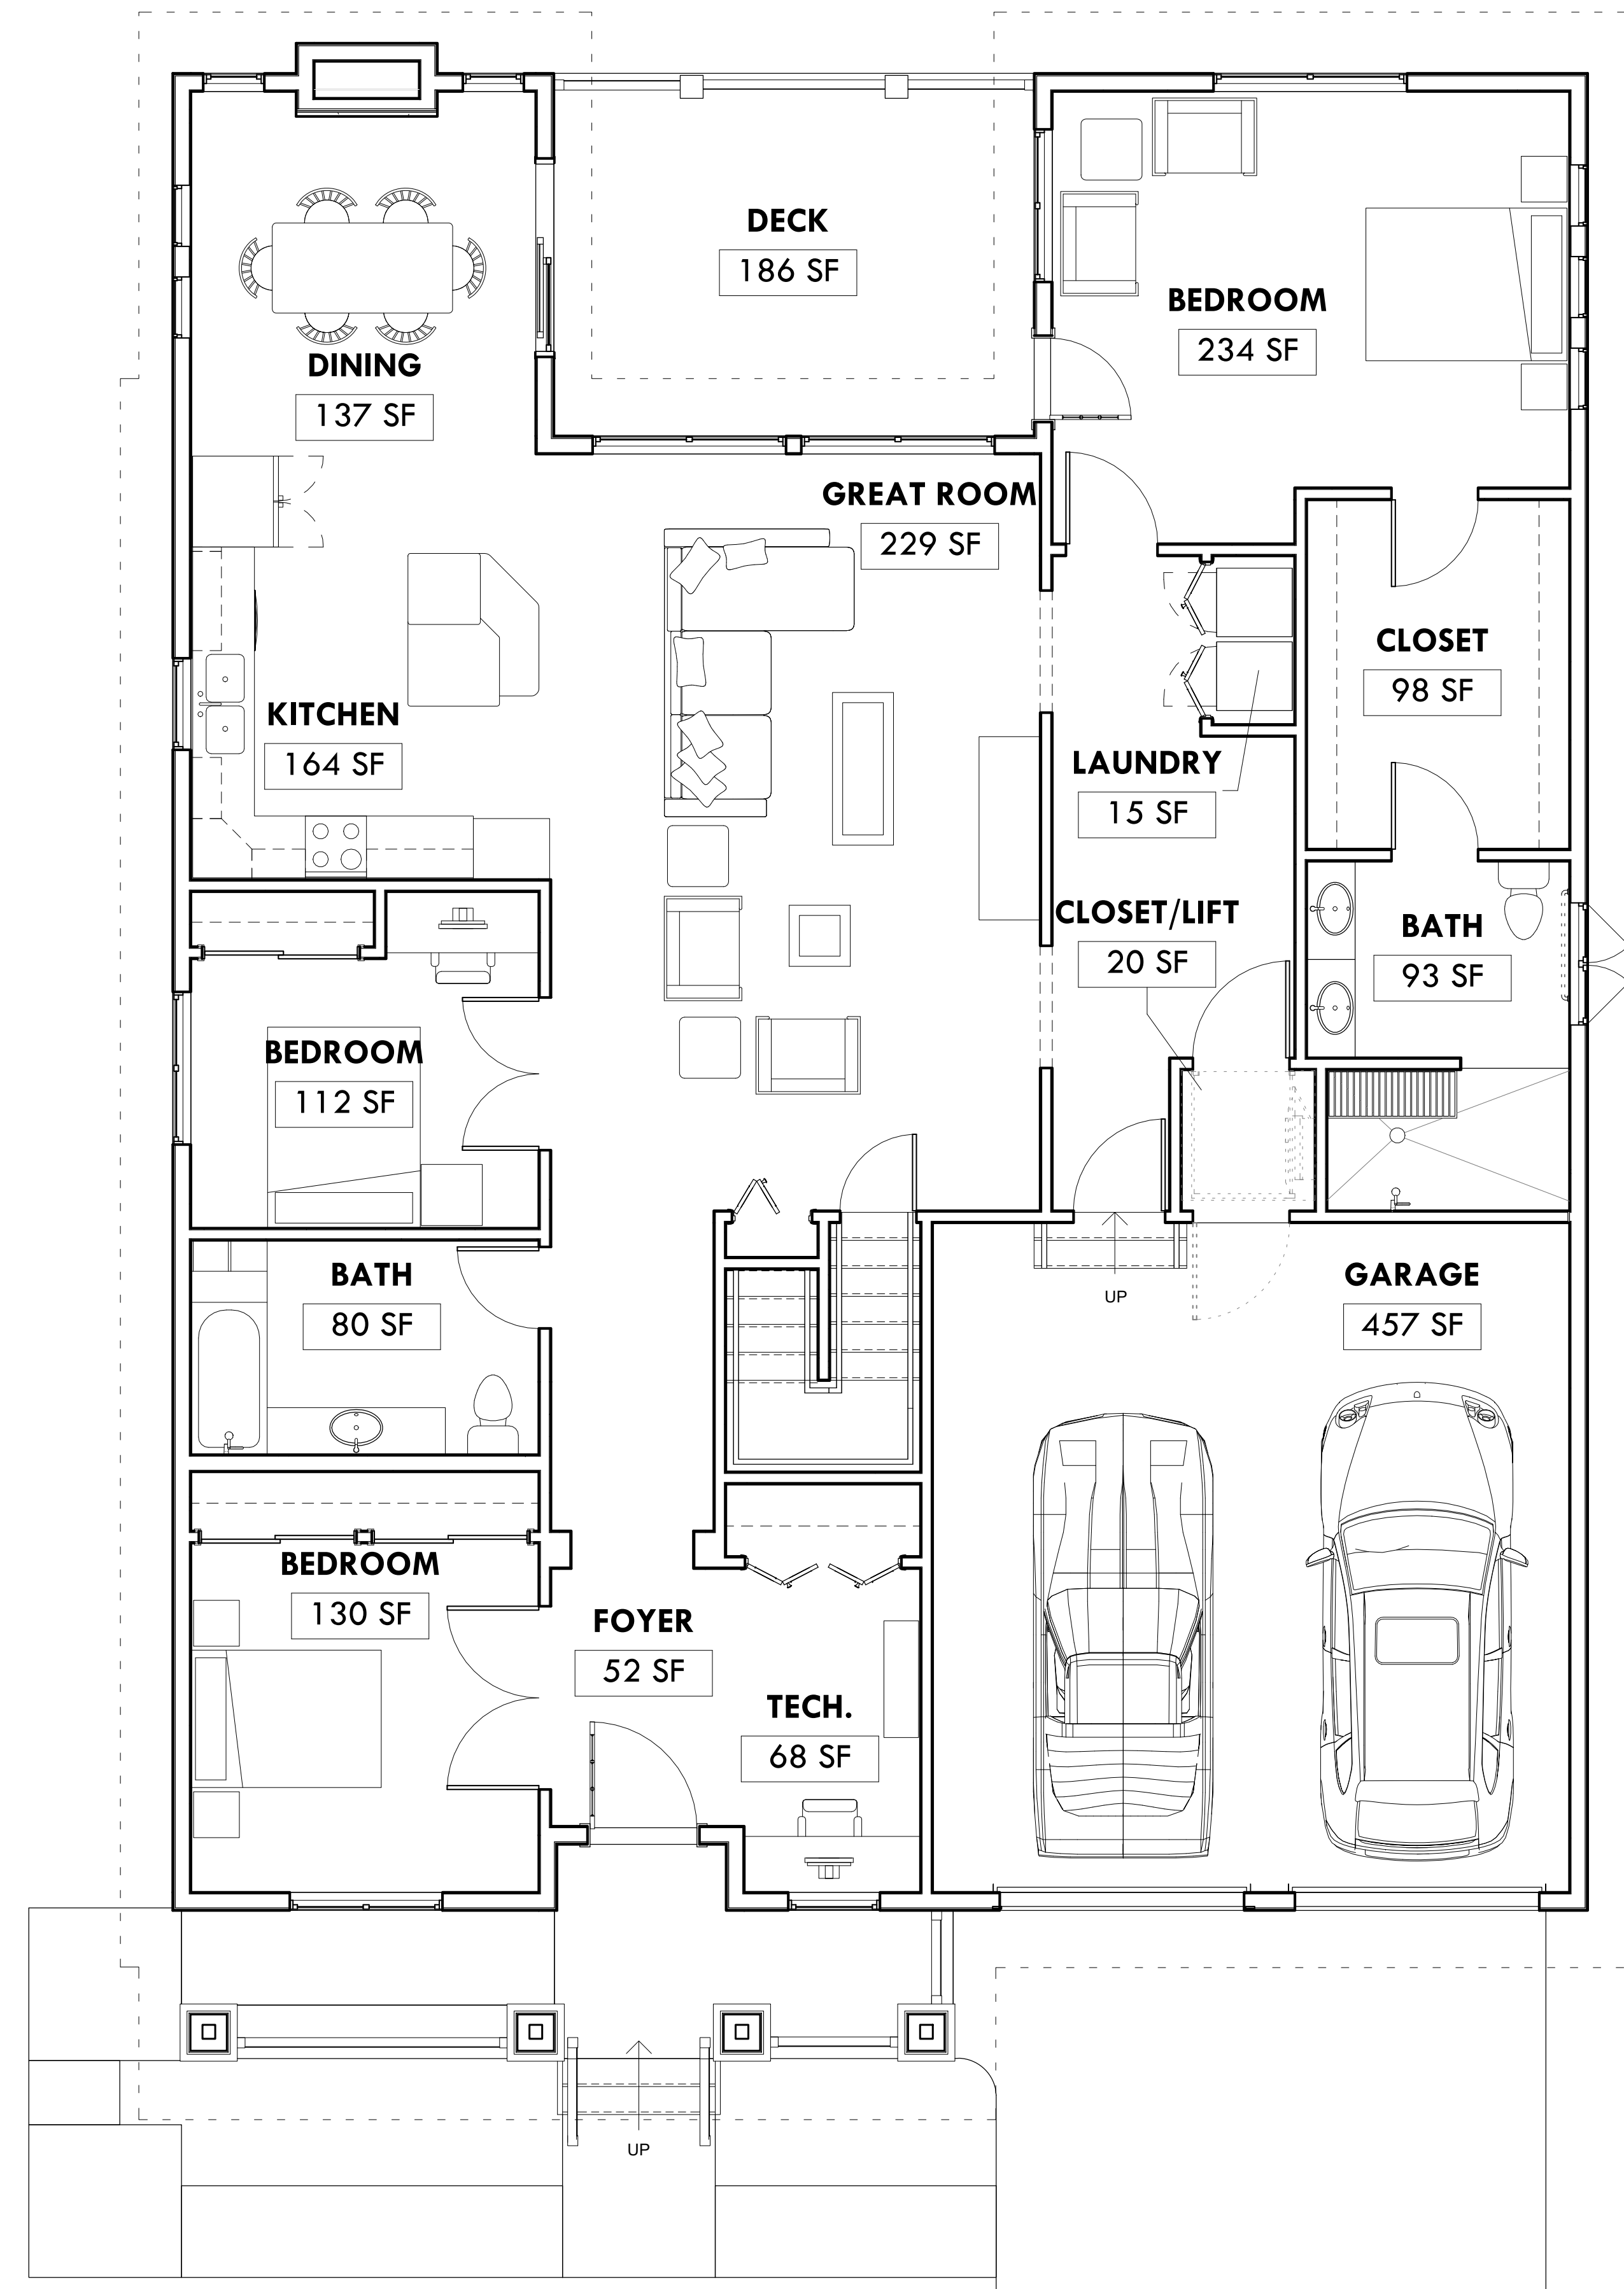 DECK
186 SF
BEDROOM
234 SF
DINING
137 SF
GREAT ROOM
229 SF
CLOSET
98 SF
KITCHEN
164 SF
LAUNDRY
15 SF
CLOSET/LIFT
20 SF
BATH
93 SF
BEDROOM
112 SF
BATH
80 SF
UP
GARAGE
457 SF
BEDROOM
130 SF
FOYER
52 SF
TECH.
68 SF
UP